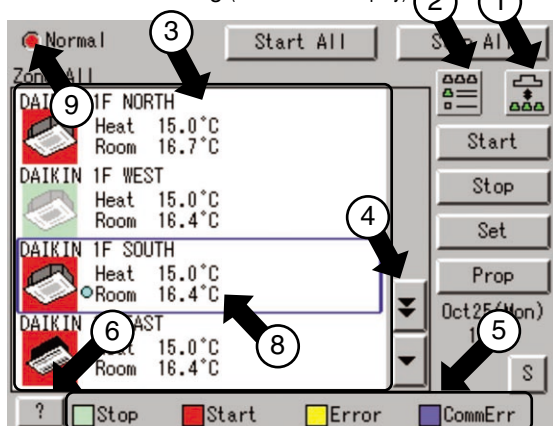 2 1
Normal 3 Start All Stop All
Zone All
9
DAIKIN 1F NORTH
Heat 15.0°C
Room 16.7°C
Start
DAIKIN 1F WEST
Heat 15.0°C
Room 16.4°C
Stop
4
Set
DAIKIN 1F SOUTH
Heat 15.0°C
Room 16.4°C
Prop
Oct25(Mon)
DAIKIN
6 8 5
15.0°C
Room 16.4°C
S
? Stop Start Error CommErr